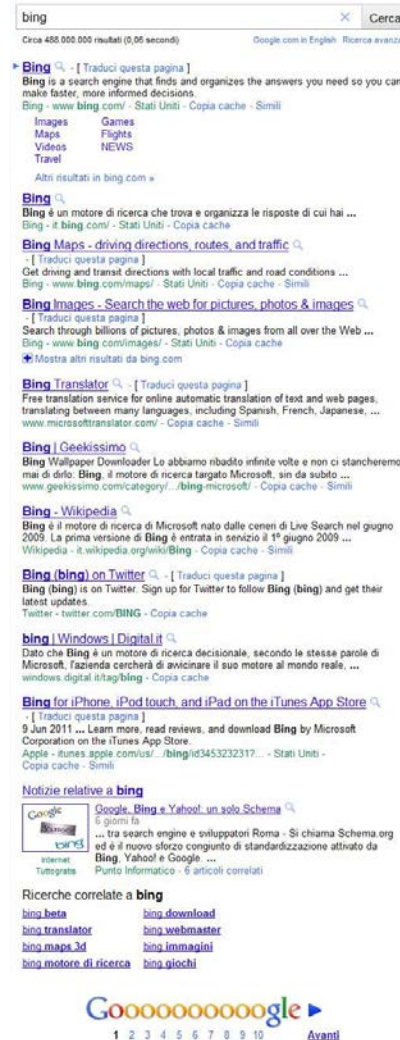 bing
Cerca
Circa 488.000.000 risultati (0,06 secondi) Google.com in English Ricerca avanza
Bing - [ Traduci questa pagina ]
Bing is a search engine that finds and organizes the answers you need so you can
make faster, more informed decisions.
Bing - www.bing.com/ - Stati Uniti - Copia cache - Simili
Images Games
Maps Flights
Videos NEWS
Travel
Altri risultati in bing.com »
Bing
Bing è un motore di ricerca che trova e organizza le risposte di cui hai ...
Bing - it.bing.com/ - Stati Uniti - Copia cache
Bing Maps - driving directions, routes, and traffic
- [ Traduci questa pagina ]
Get driving and transit directions with local traffic and road conditions ...
Bing - www.bing.com/maps/ - Stati Uniti - Copia cache - Simili
Bing Images - Search the web for pictures, photos & images
- [ Traduci questa pagina ]
Search through billions of pictures, photos & images from all over the Web ...
Bing - www.bing.com/images/ - Stati Uniti - Copia cache
Mostra altri risultati da bing.com
Bing Translator - [ Traduci questa pagina ]
Free translation service for online automatic translation of text and web pages,
translating between many languages, including Spanish, French, Japanese, ...
www.microsofttranslator.com/ - Copia cache - Simili
Bing | Geekissimo
Bing Wallpaper Downloader Lo abbiamo ribadito infinite volte e non ci stancheremo
mai di dirlo: Bing, il motore di ricerca targato Microsoft, sin da subito ...
www.geekissimo.com/category/.../bing-microsoft/ - Copia cache - Simili
Bing - Wikipedia
Bing è il motore di ricerca di Microsoft nato dalle ceneri di Live Search nel giugno
2009. La prima versione di Bing è entrata in servizio il 1º giugno 2009 ...
Wikipedia - it.wikipedia.org/wiki/Bing - Copia cache - Simili
Bing (bing) on Twitter - [ Traduci questa pagina ]
Bing (bing) is on Twitter. Sign up for Twitter to follow Bing (bing) and get their
latest updates.
Twitter - twitter.com/BING - Copia cache
bing | Windows | Digital.it
Dato che Bing è un motore di ricerca decisionale, secondo le stesse parole di
Microsoft, l'azienda cercherà di avvicinare il suo motore al mondo reale, ...
windows.digital.it/tag/bing - Copia cache
Bing for iPhone, iPod touch, and iPad on the iTunes App Store
- [ Traduci questa pagina ]
9 Jun 2011 ... Learn more, read reviews, and download Bing by Microsoft
Corporation on the iTunes App Store.
Apple - itunes.apple.com/us/.../bing/id345323231?... - Stati Uniti -
Copia cache - Simili
Notizie relative a bing
Google
YAHOO!
bing
Internet
Tuttogratis
Google, Bing e Yahoo!: un solo Schema
6 giorni fa
... tra search engine e sviluppatori Roma - Si chiama Schema.org
ed è il nuovo sforzo congiunto di standardizzazione attivato da
Bing, Yahoo! e Google. ...
Punto Informatico - 6 articoli correlati
Ricerche correlate a bing
bing beta bing download
bing translator bing webmaster
bing maps 3d bing immagini
bing motore di ricerca bing giochi
Goooooooooogle
1 2 3 4 5 6 7 8 9 10 Avanti